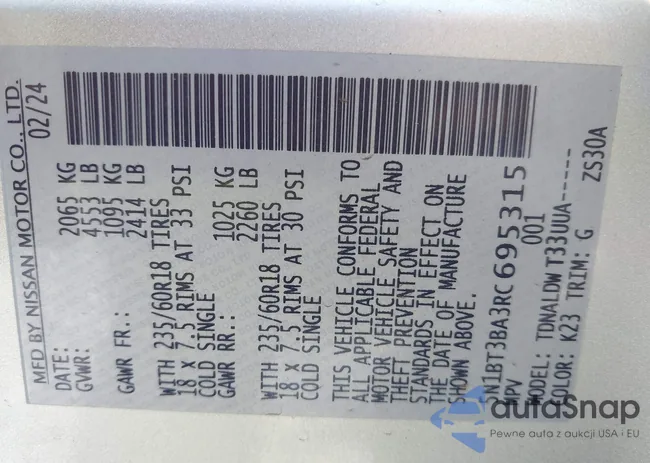 MFD BY NISSAN MOTOR CO., LTD.
DATE: 02/24
GVWR: 2065 KG
4553 LB
GAWR FR.: 1095 KG
2414 LB
WITH 235/60R18 TIRES
18 X 7.5 RIMS AT 33 PSI
COLD SINGLE
GAWR RR.: 1025 KG
2260 LB
WITH 235/60R18 TIRES
18 X 7.5 RIMS AT 30 PSI
COLD SINGLE
THIS VEHICLE CONFORMS TO
ALL APPLICABLE FEDERAL
MOTOR VEHICLE SAFETY AND
THEFT PREVENTION
STANDARDS IN EFFECT ON
THE DATE OF MANUFACTURE
SHOWN ABOVE.
5N1BT3BA3RC695315
MPV 001
MODEL: TDNALDW T33UUA-----
COLOR: K23 TRIM: G ZS30A
autoSnap
Pewne auta z aukcji USA i EU